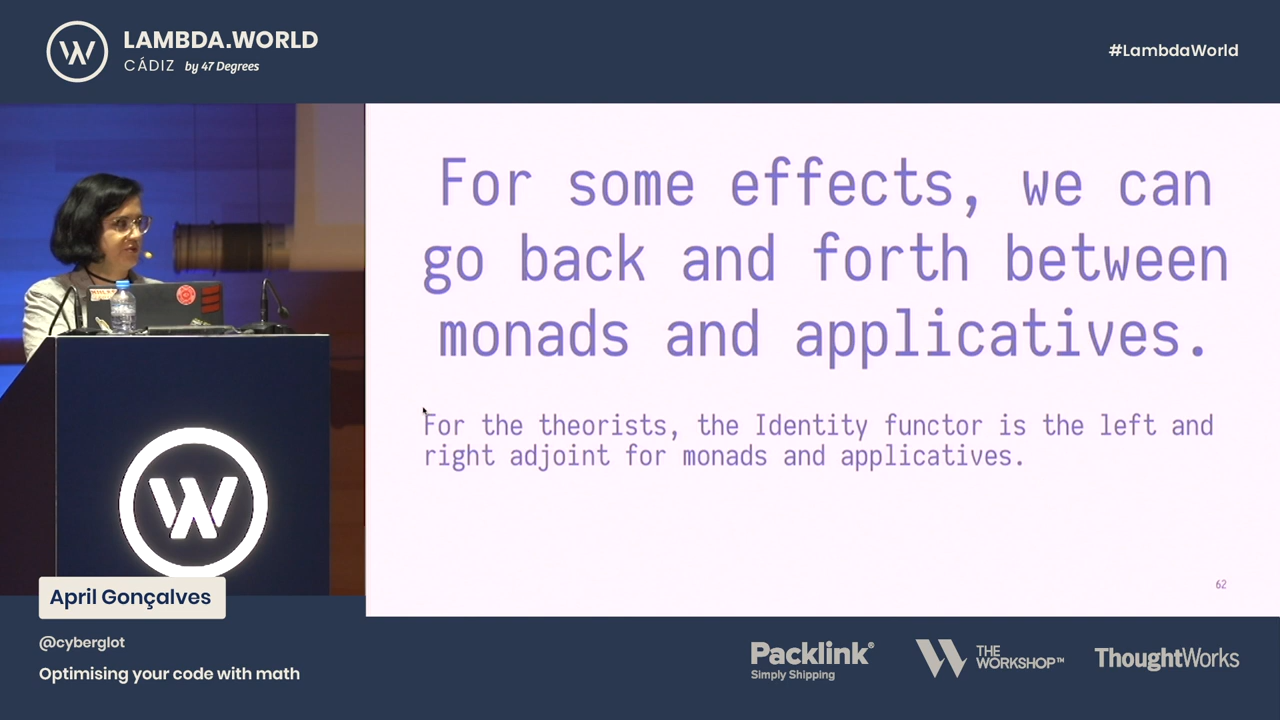 LAMBDA.WORLD
CÁDIZ by 47 Degrees
#LambdaWorld
For some effects, we can
go back and forth between
monads and applicatives.
For the theorists, the Identity functor is the left and
right adjoint for monads and applicatives.
62
April Gonçalves
@cyberglot
Optimising your code with math
Packlink®
Simply Shipping
THE
WORKSHOP™
ThoughtWorks